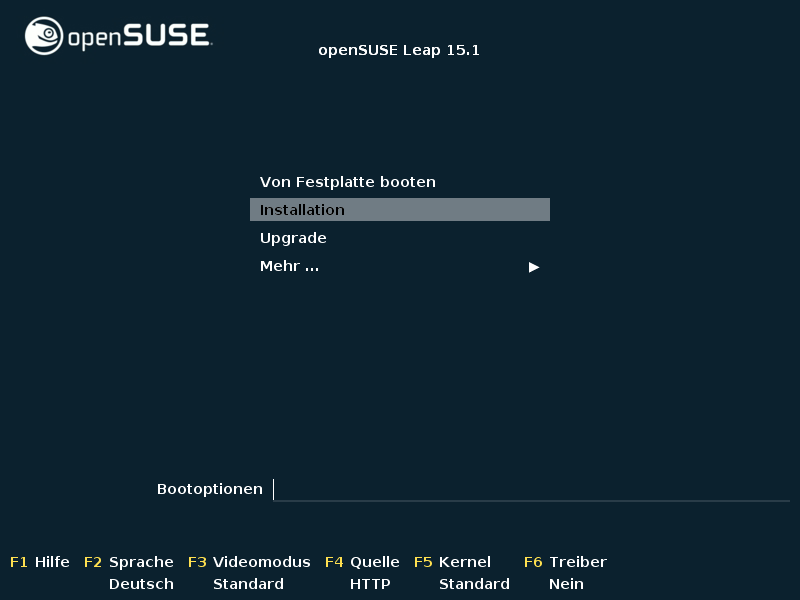 openSUSE.
openSUSE Leap 15.1
Von Festplatte booten
Installation
Upgrade
Mehr ...
Bootoptionen
F1 Hilfe F2 Sprache F3 Videomodus F4 Quelle F5 Kernel F6 Treiber
Deutsch Standard HTTP Standard Nein